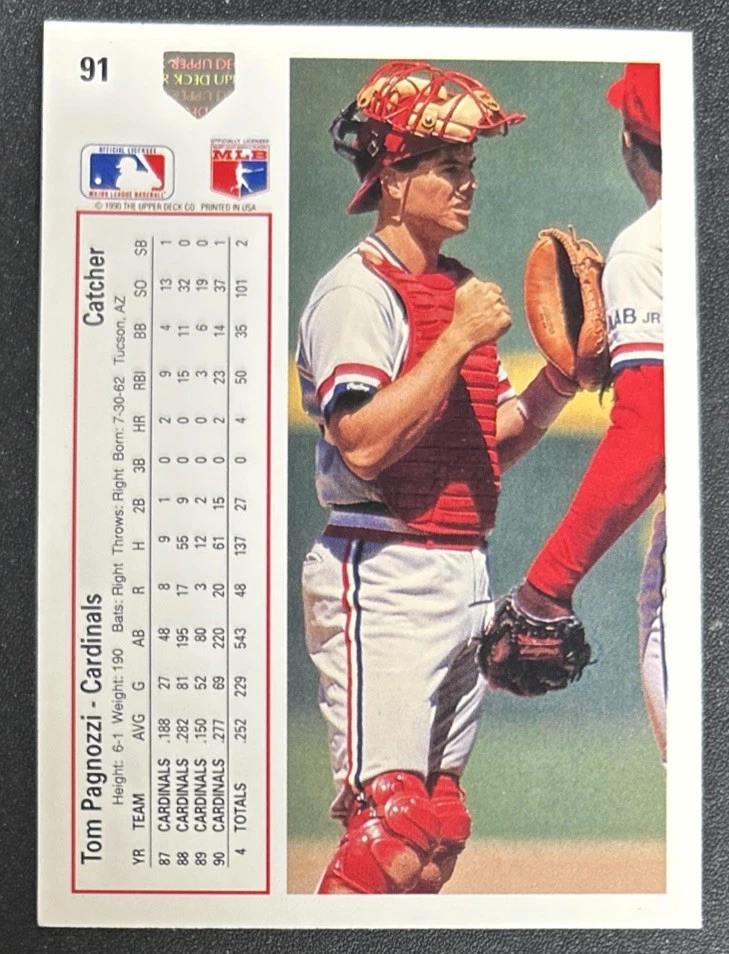 91
OFFICIAL LICENSEE
MAJOR LEAGUE BASEBALL
OFFICIALLY LICENSED
MLB
© 1990 THE UPPER DECK CO. PRINTED IN USA
Tom Pagnozzi - Cardinals Catcher
Height: 6-1 Weight: 190 Bats: Right Throws: Right Born: 7-30-62 Tucson, AZ
YR TEAM AVG G AB R H 2B 3B HR RBI BB SO SB
87 CARDINALS .188 27 48 8 9 1 0 2 9 4 13 1
88 CARDINALS .282 81 195 17 55 9 0 0 15 11 32 0
89 CARDINALS .150 52 80 3 12 2 0 0 3 6 19 0
90 CARDINALS .277 69 220 20 61 15 0 2 23 14 37 1
4 TOTALS .252 229 543 48 137 27 0 4 50 35 101 2
AAB JR